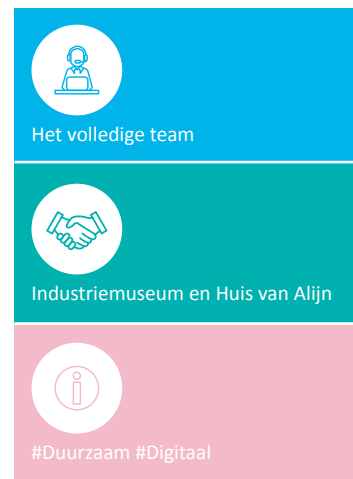 Het volledige team
Industriemuseum en Huis van Alijn
#Duurzaam #Digitaal